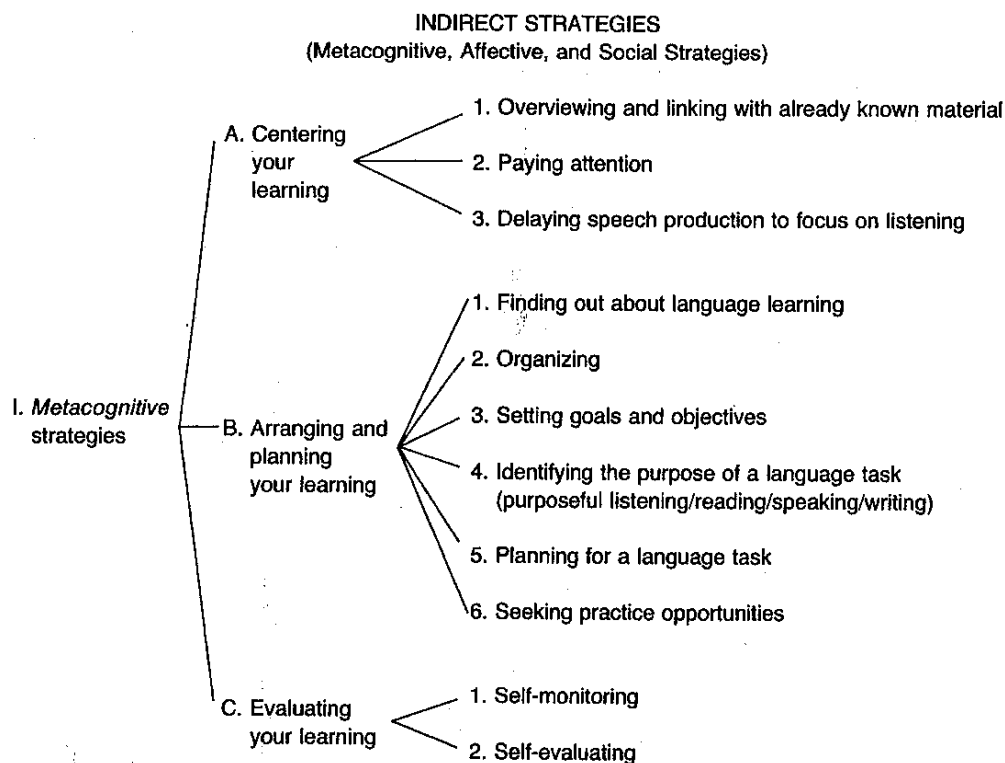 INDIRECT STRATEGIES
(Metacognitive, Affective, and Social Strategies)
1. Overviewing and linking with already known material
A. Centering
your
learning
2. Paying attention
3. Delaying speech production to focus on listening
1. Finding out about language learning
2. Organizing
3. Setting goals and objectives
I. Metacognitive
strategies
B. Arranging and
planning
your learning
4. Identifying the purpose of a language task
(purposeful listening/reading/speaking/writing)
5. Planning for a language task
6. Seeking practice opportunities
C. Evaluating
your learning
1. Self-monitoring
2. Self-evaluating